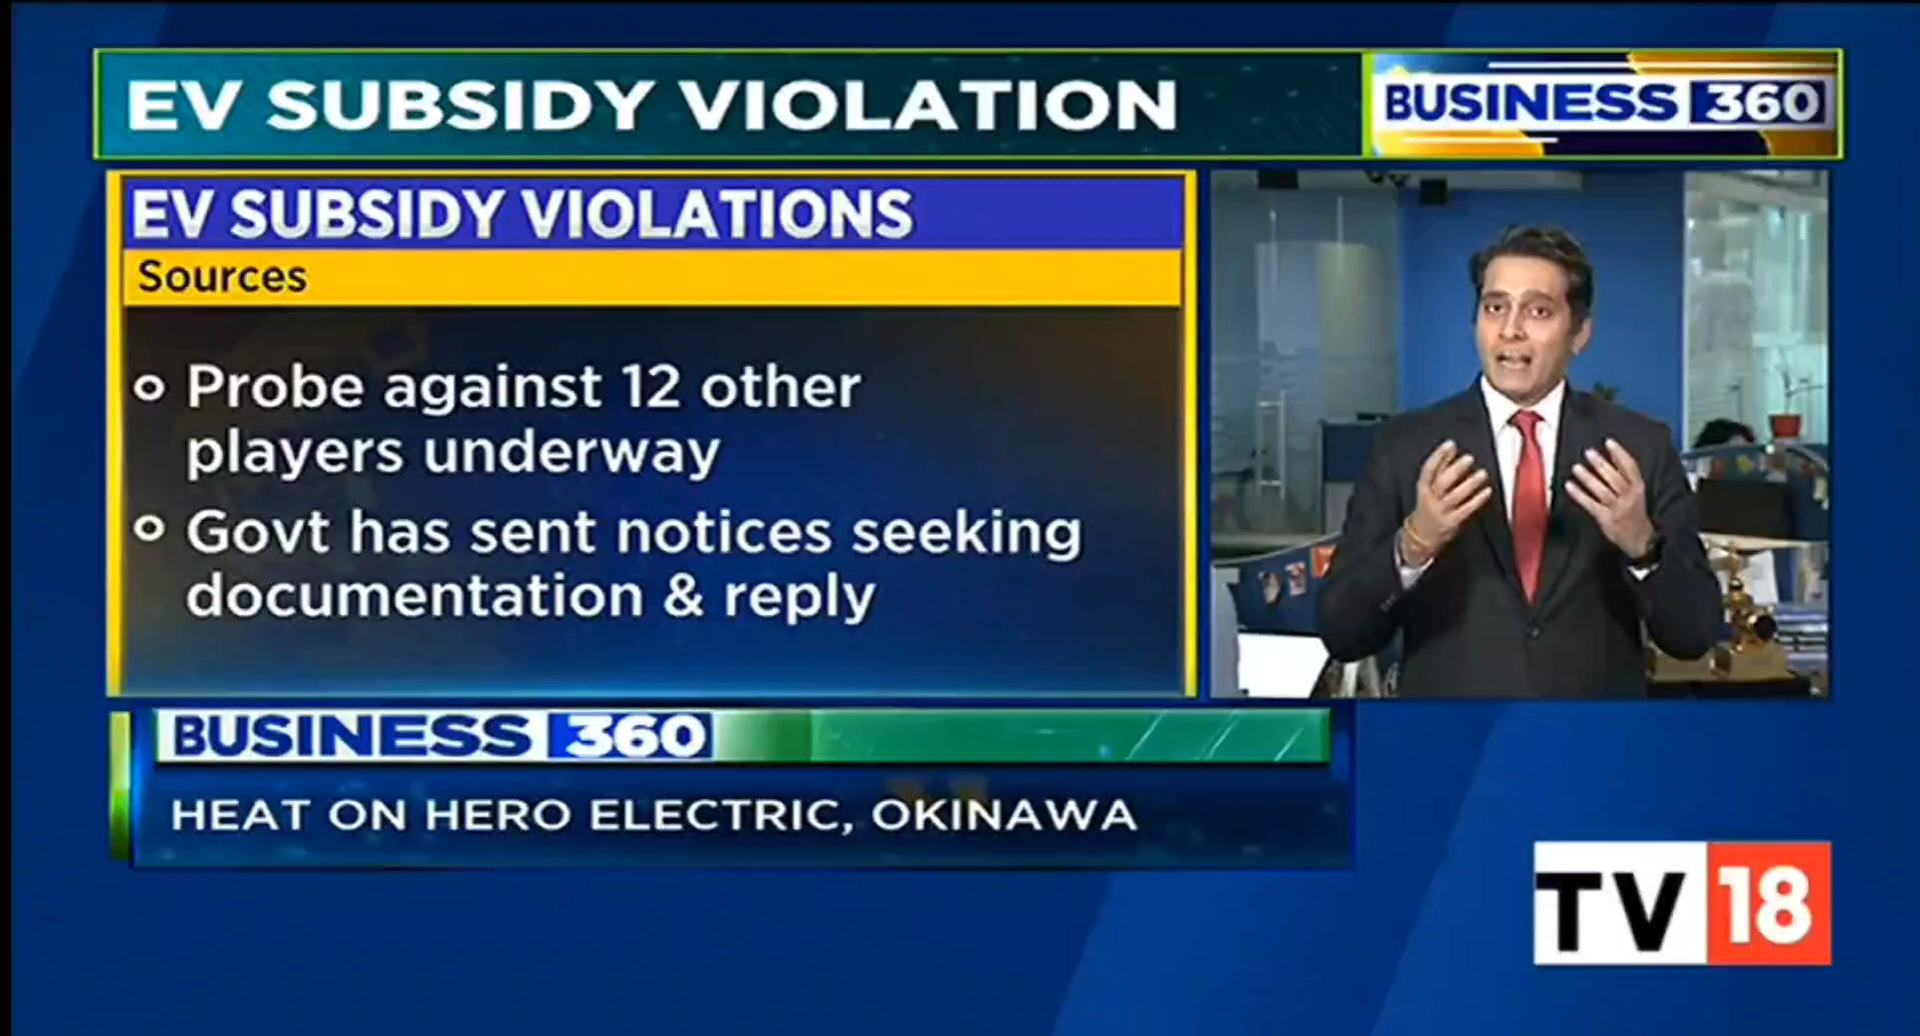 EV SUBSIDY VIOLATION
BUSINESS 360
EV SUBSIDY VIOLATIONS
Sources
Probe against 12 other
players underway
Govt has sent notices seeking
documentation & reply
BUSINESS 360
HEAT ON HERO ELECTRIC, OKINAWA
TV18